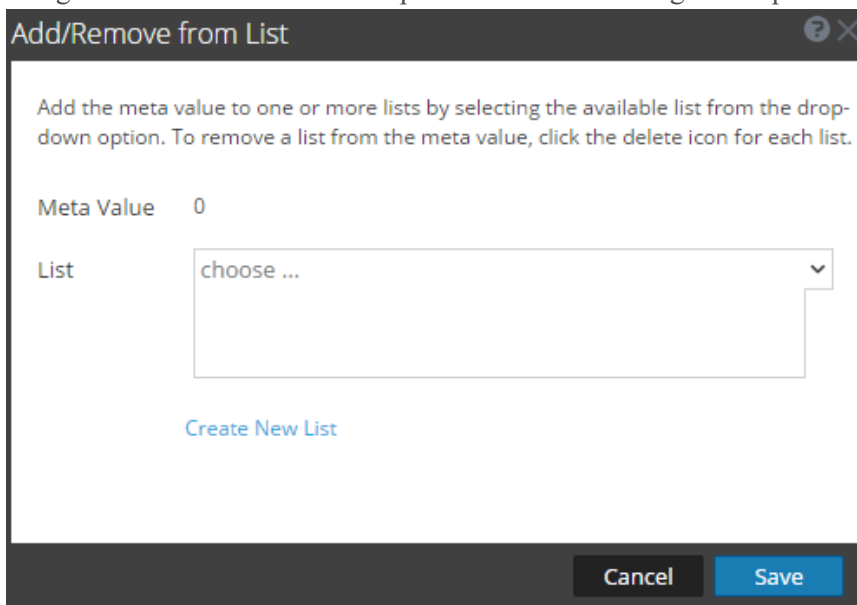 Add/Remove from List
Add the meta value to one or more lists by selecting the available list from the drop-
down option. To remove a list from the meta value, click the delete icon for each list.
Meta Value 0
List choose ...
Create New List
Cancel Save